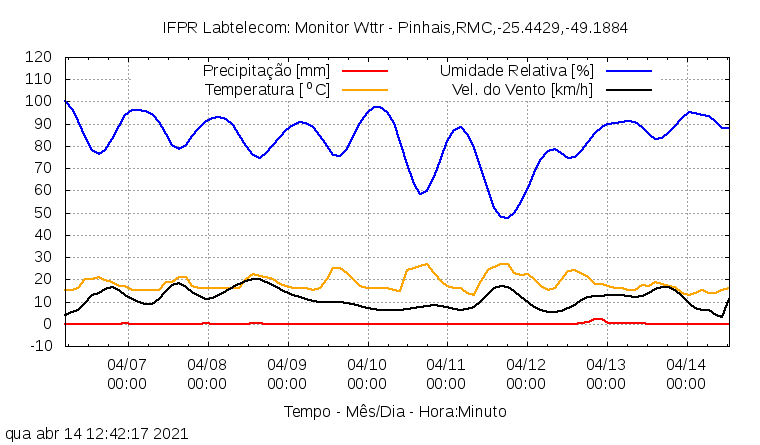 IFPR Labtelecom: Monitor Wttr - Pinhais,RMC,-25.4429,-49.1884
120
110
100
90
80
70
60
50
40
30
20
10
0
-10
Precipitação [mm]
Temperatura [ ⁰C]
Umidade Relativa [%]
Vel. do Vento [km/h]
04/07 04/08 04/09 04/10 04/11 04/12 04/13 04/14
00:00 00:00 00:00 00:00 00:00 00:00 00:00 00:00
Tempo - Mês/Dia - Hora:Minuto
qua abr 14 12:42:17 2021